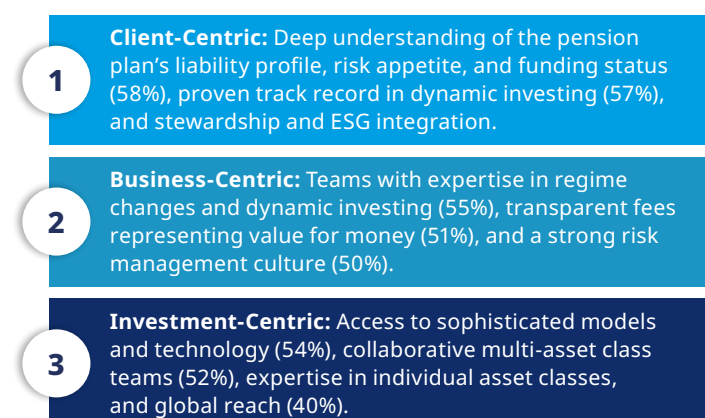 1
Client-Centric: Deep understanding of the pension
plan's liability profile, risk appetite, and funding status
(58%), proven track record in dynamic investing (57%),
and stewardship and ESG integration.
2
Business-Centric: Teams with expertise in regime
changes and dynamic investing (55%), transparent fees
representing value for money (51%), and a strong risk
management culture (50%).
3
Investment-Centric: Access to sophisticated models
and technology (54%), collaborative multi-asset class
teams (52%), expertise in individual asset classes,
and global reach (40%).